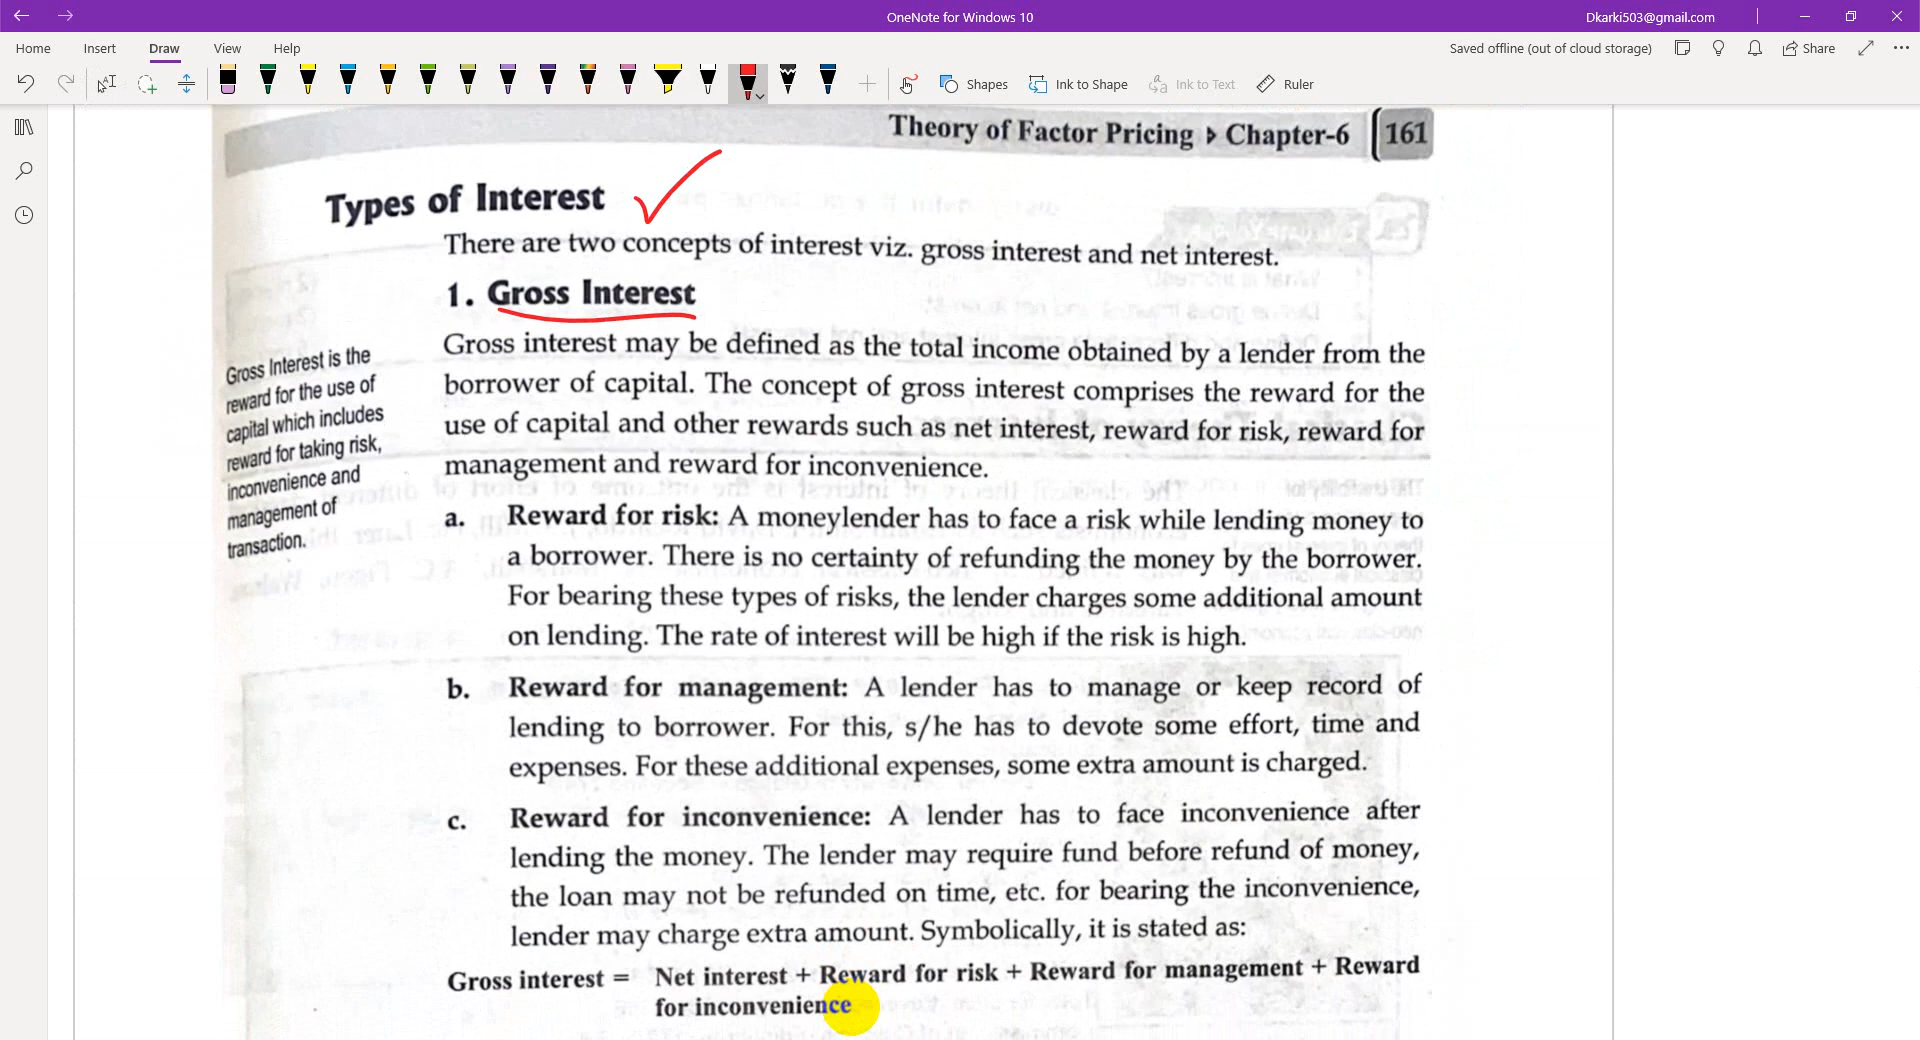 OneNote for Windows 10
Dkarki503@gmail.com
Home Insert Draw View Help
Saved offline (out of cloud storage)
Share
Shapes
Ink to Shape
Ink to Text
Ruler
Theory of Factor Pricing Chapter-6 161
Types of Interest
There are two concepts of interest viz. gross interest and net interest.
1. Gross Interest
Gross interest may be defined as the total income obtained by a lender from the
borrower of capital. The concept of gross interest comprises the reward for the
use of capital and other rewards such as net interest, reward for risk, reward for
management and reward for inconvenience.
Gross Interest is the
reward for the use of
capital which includes
reward for taking risk,
inconvenience and
management of
transaction.
a. Reward for risk: A moneylender has to face a risk while lending money to
a borrower. There is no certainty of refunding the money by the borrower.
For bearing these types of risks, the lender charges some additional amount
on lending. The rate of interest will be high if the risk is high.
b. Reward for management: A lender has to manage or keep record of
lending to borrower. For this, s/he has to devote some effort, time and
expenses. For these additional expenses, some extra amount is charged.
c. Reward for inconvenience: A lender has to face inconvenience after
lending the money. The lender may require fund before refund of money,
the loan may not be refunded on time, etc. for bearing the inconvenience,
lender may charge extra amount. Symbolically, it is stated as:
Gross interest = Net interest + Reward for risk + Reward for management + Reward
for inconvenience